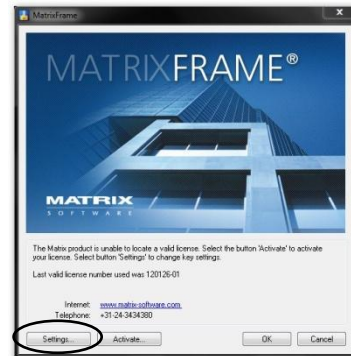 MatrixFrame
x
MATRIXFRAME®
MATRIX
SOFTWARE
The Matrix product is unable to locate a valid license. Select the button 'Activate' to activate
your license. Select button 'Settings' to change key settings.
Last valid license number used was 120126-01
Internet: www.matrix-software.com
Telephone: +31-24-3434380
Settings... Activate... OK Cancel